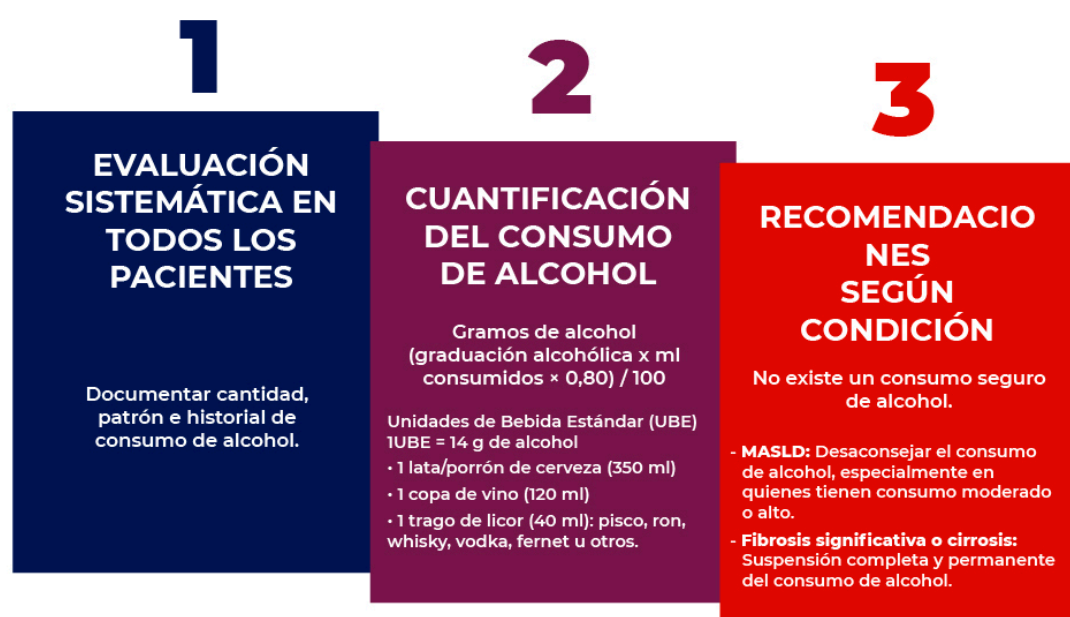 1
EVALUACIÓN
SISTEMÁTICA EN
TODOS LOS
PACIENTES
Documentar cantidad,
patrón e historial de
consumo de alcohol.
2
CUANTIFICACIÓN
DEL CONSUMO
DE ALCOHOL
Gramos de alcohol
(graduación alcohólica x ml
consumidos × 0,80) / 100
Unidades de Bebida Estándar (UBE)
1UBE = 14 g de alcohol
• 1 lata/porrón de cerveza (350 ml)
• 1 copa de vino (120 ml)
• 1 trago de licor (40 ml): pisco, ron,
whisky, vodka, fernet u otros.
3
RECOMENDACIO
NES
SEGÚN
CONDICIÓN
No existe un consumo seguro
de alcohol.
- MASLD: Desaconsejar el consumo
de alcohol, especialmente en
quienes tienen consumo moderado
o alto.
- Fibrosis significativa o cirrosis:
Suspensión completa y permanente
del consumo de alcohol.